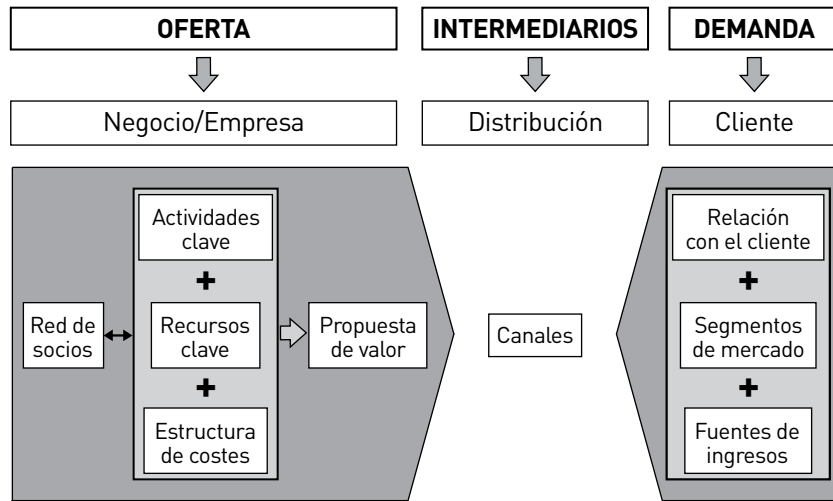 OFERTA
INTERMEDIARIOS
DEMANDA
Negocio/Empresa
Distribución
Cliente
Actividades
clave
+
Recursos
clave
+
Estructura
de costes
Red de
socios
Propuesta
de valor
Canales
Relación
con el cliente
+
Segmentos
de mercado
+
Fuentes de
ingresos